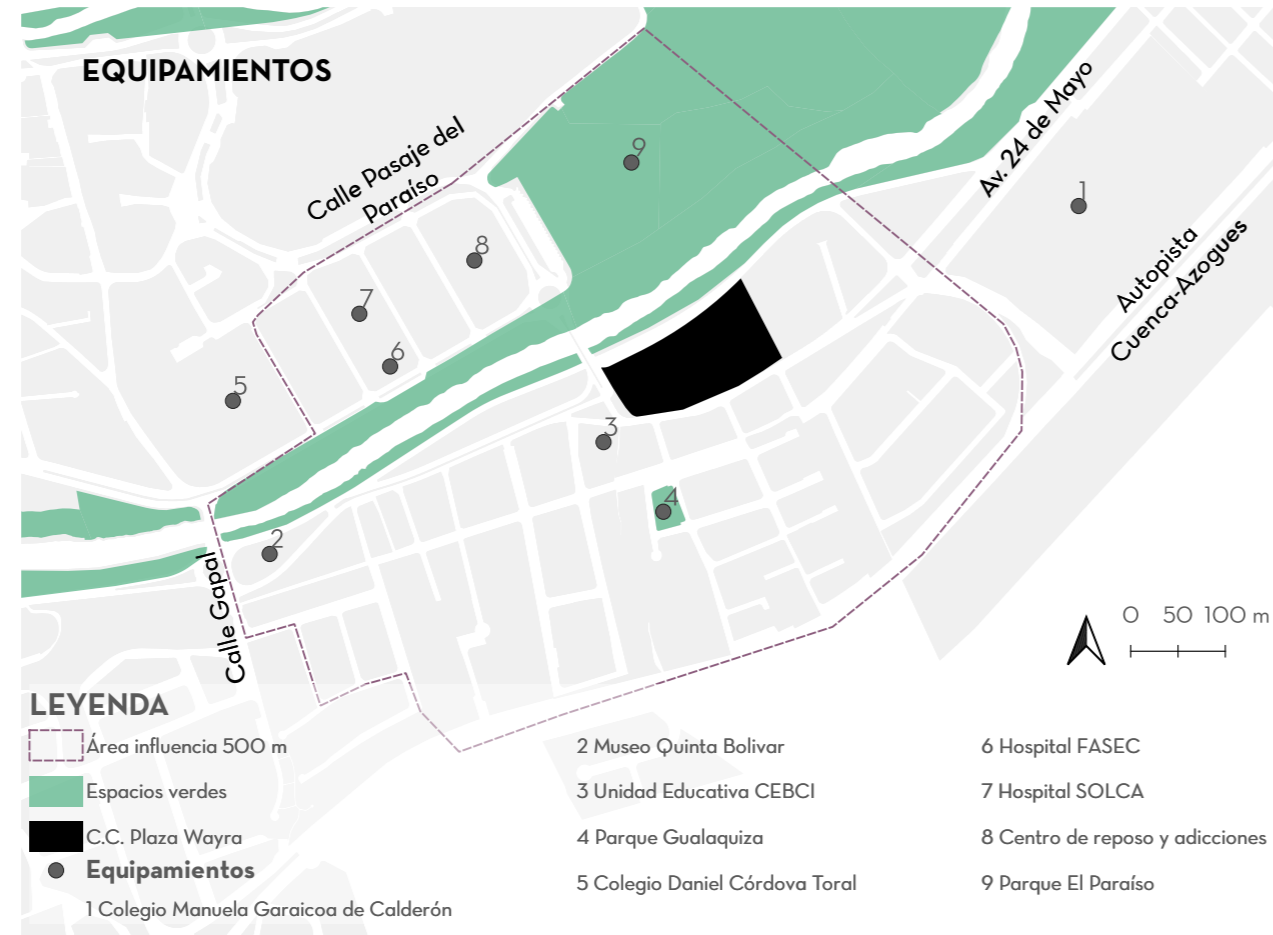 EQUIPAMIENTOS
Calle Pasaje del
Paraíso
Av. 24 de Mayo
Autopista
Cuenca-Azogues
Calle Gapal
9
1
8
7
6
5
3
4
2
0 50 100 m
LEYENDA
Área influencia 500 m
Espacios verdes
C.C. Plaza Wayra
Equipamientos
1 Colegio Manuela Garaicoa de Calderón
2 Museo Quinta Bolivar
3 Unidad Educativa CEBCI
4 Parque Gualaquiza
5 Colegio Daniel Córdova Toral
6 Hospital FASEC
7 Hospital SOLCA
8 Centro de reposo y adicciones
9 Parque El Paraíso